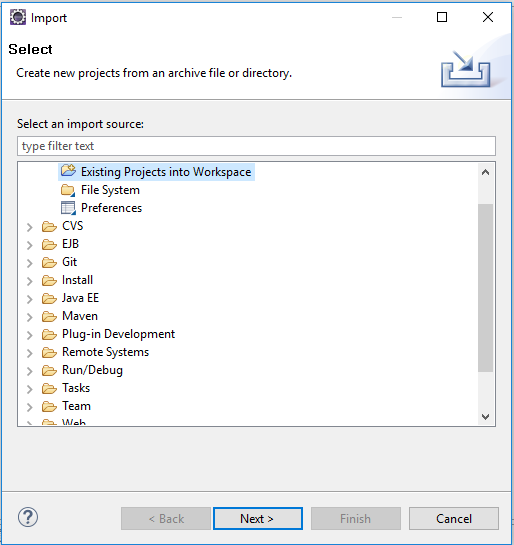 Import
Select
Create new projects from an archive file or directory.
Select an import source:
type filter text
Existing Projects into Workspace
File System
Preferences
CVS
EJB
Git
Install
Java EE
Maven
Plug-in Development
Remote Systems
Run/Debug
Tasks
Team
Web
?
< Back
Next >
Finish
Cancel